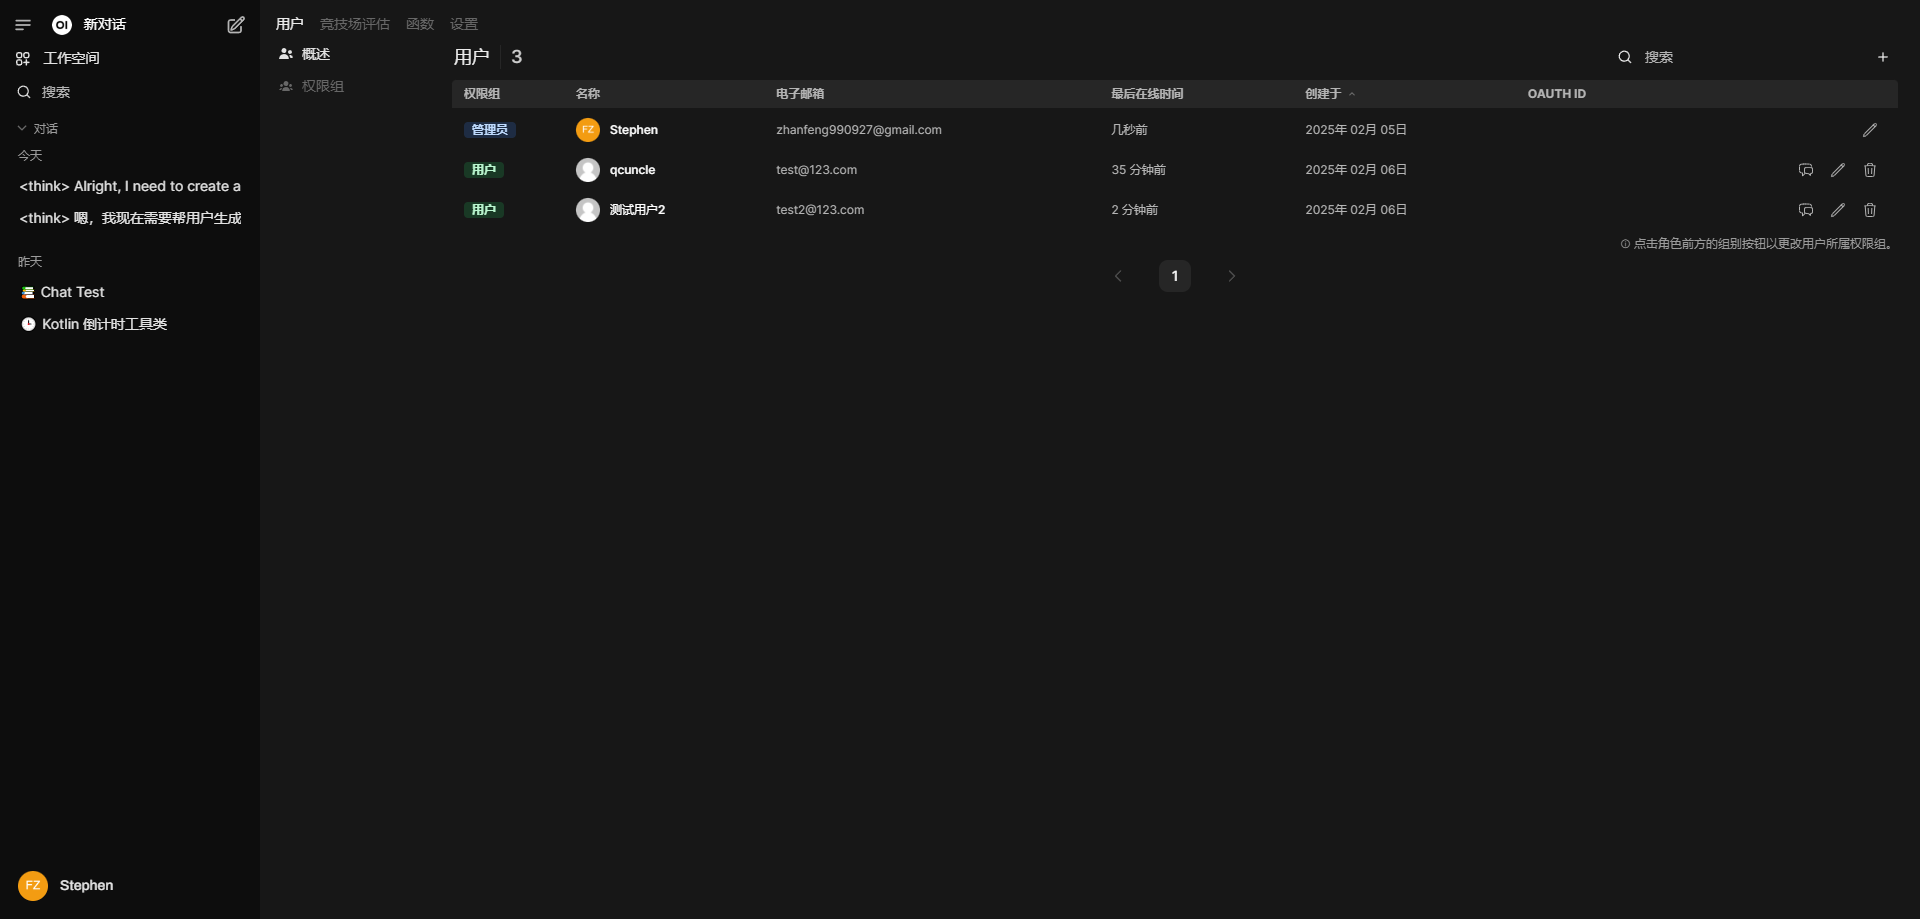 OI 新对话
工作空间
搜索
对话
今天
<think> Alright, I need to create a
<think> 嗯，我现在需要帮用户生成
昨天
Chat Test
Kotlin 倒计时工具类
FZ Stephen
用户 竞技场评估 函数 设置
概述
权限组
用户 3
搜索
权限组 名称 电子邮箱 最后在线时间 创建于 OAUTH ID
管理员 FZ Stephen zhanfeng990927@gmail.com 几秒前 2025年 02月 05日
用户 qcuncle test@123.com 35 分钟前 2025年 02月 06日
用户 测试用户2 test2@123.com 2 分钟前 2025年 02月 06日
点击角色前方的组别按钮以更改用户所属权限组。
1